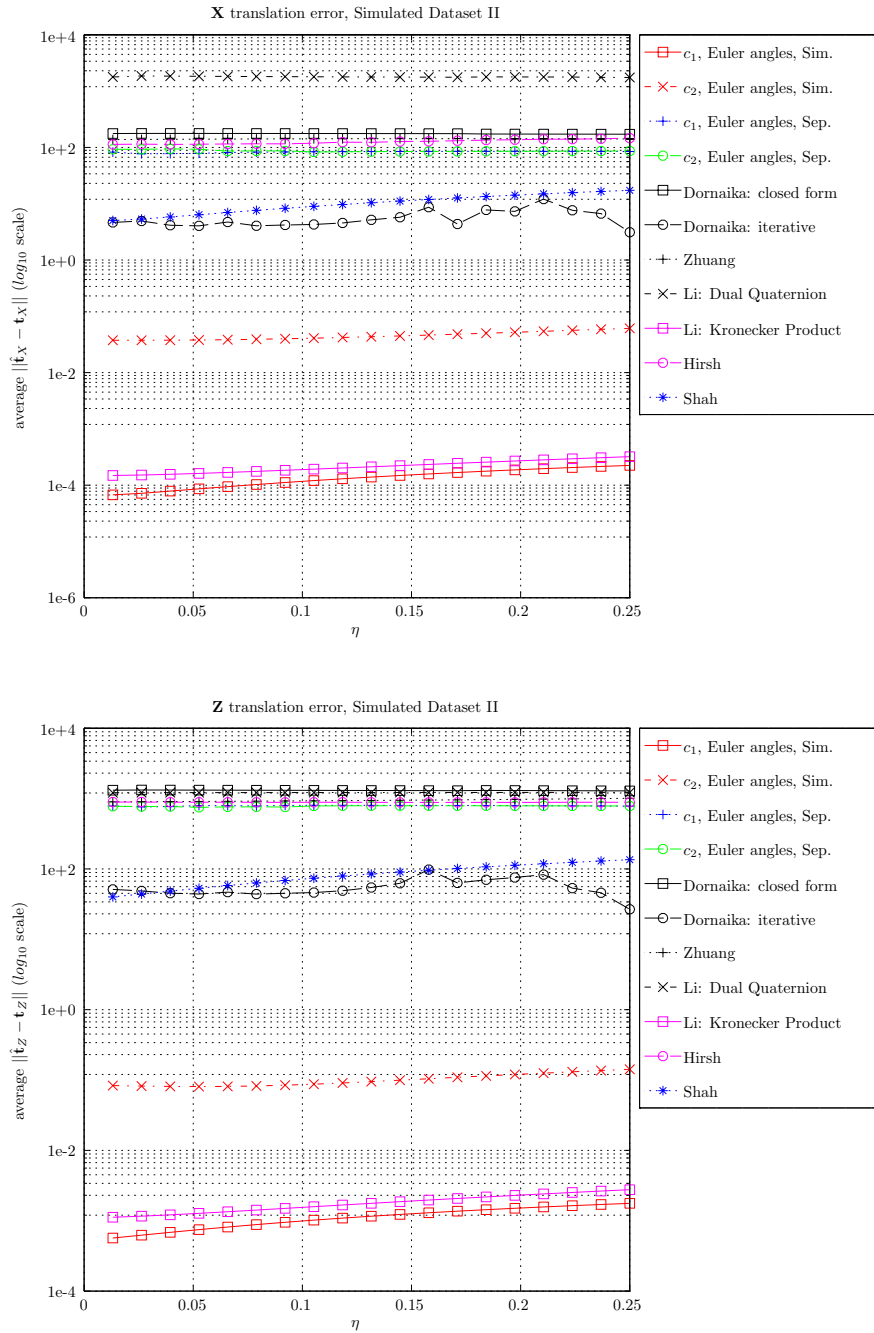 X translation error, Simulated Dataset II
1e+4
1e+2
1e+0
1e-2
1e-4
1e-6
average ||t̂_X − t_X|| (log₁₀ scale)
0 0.05 0.1 0.15 0.2 0.25
η
c₁, Euler angles, Sim.
c₂, Euler angles, Sim.
c₁, Euler angles, Sep.
c₂, Euler angles, Sep.
Dornaika: closed form
Dornaika: iterative
Zhuang
Li: Dual Quaternion
Li: Kronecker Product
Hirsh
Shah
Z translation error, Simulated Dataset II
1e+4
1e+2
1e+0
1e-2
1e-4
average ||t̂_Z − t_Z|| (log₁₀ scale)
0 0.05 0.1 0.15 0.2 0.25
η
c₁, Euler angles, Sim.
c₂, Euler angles, Sim.
c₁, Euler angles, Sep.
c₂, Euler angles, Sep.
Dornaika: closed form
Dornaika: iterative
Zhuang
Li: Dual Quaternion
Li: Kronecker Product
Hirsh
Shah